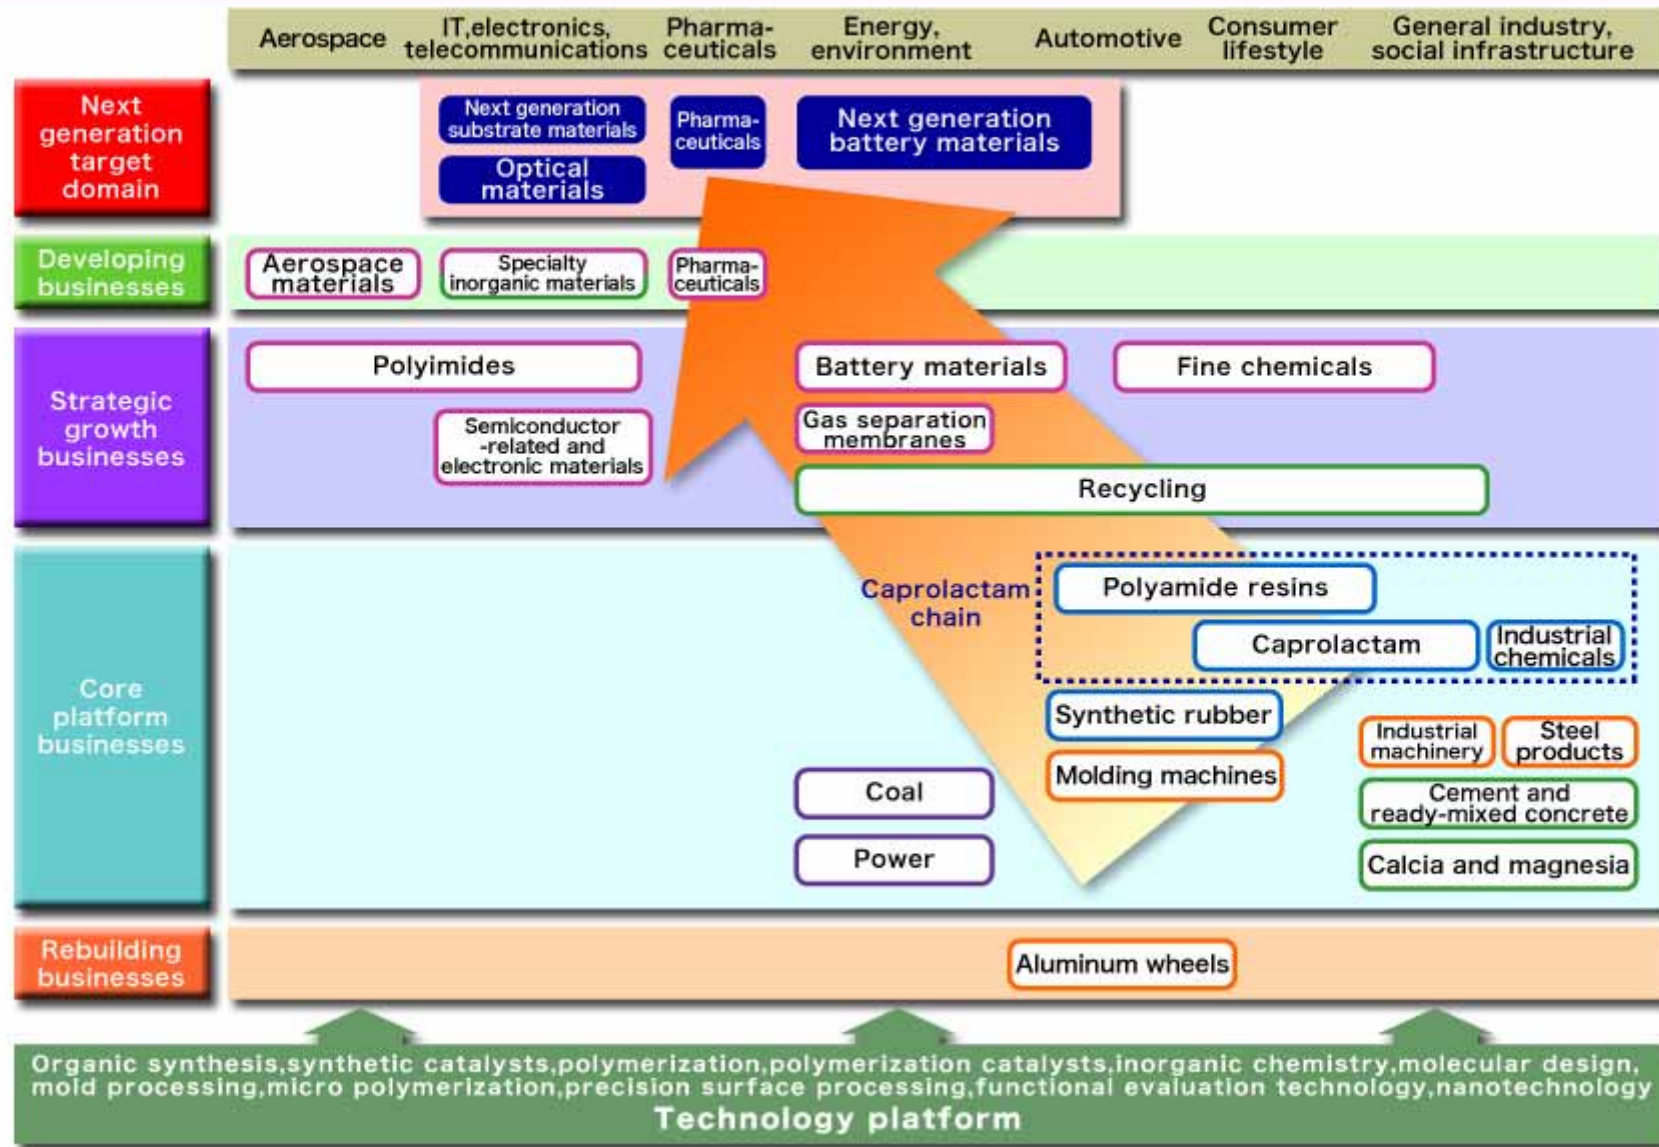 Aerospace
IT,electronics,
telecommunications
Pharma-
ceuticals
Energy,
environment
Automotive
Consumer
lifestyle
General industry,
social infrastructure
Next
generation
target
domain
Next generation
substrate materials
Optical
materials
Pharma-
ceuticals
Next generation
battery materials
Developing
businesses
Aerospace
materials
Specialty
inorganic materials
Pharma-
ceuticals
Strategic
growth
businesses
Polyimides
Battery materials
Fine chemicals
Semiconductor
-related and
electronic materials
Gas separation
membranes
Recycling
Core
platform
businesses
Caprolactam
chain
Polyamide resins
Caprolactam
Industrial
chemicals
Synthetic rubber
Industrial
machinery
Steel
products
Molding machines
Coal
Cement and
ready-mixed concrete
Power
Calcia and magnesia
Rebuilding
businesses
Aluminum wheels
Organic synthesis,synthetic catalysts,polymerization,polymerization catalysts,inorganic chemistry,molecular design,
mold processing,micro polymerization,precision surface processing,functional evaluation technology,nanotechnology
Technology platform